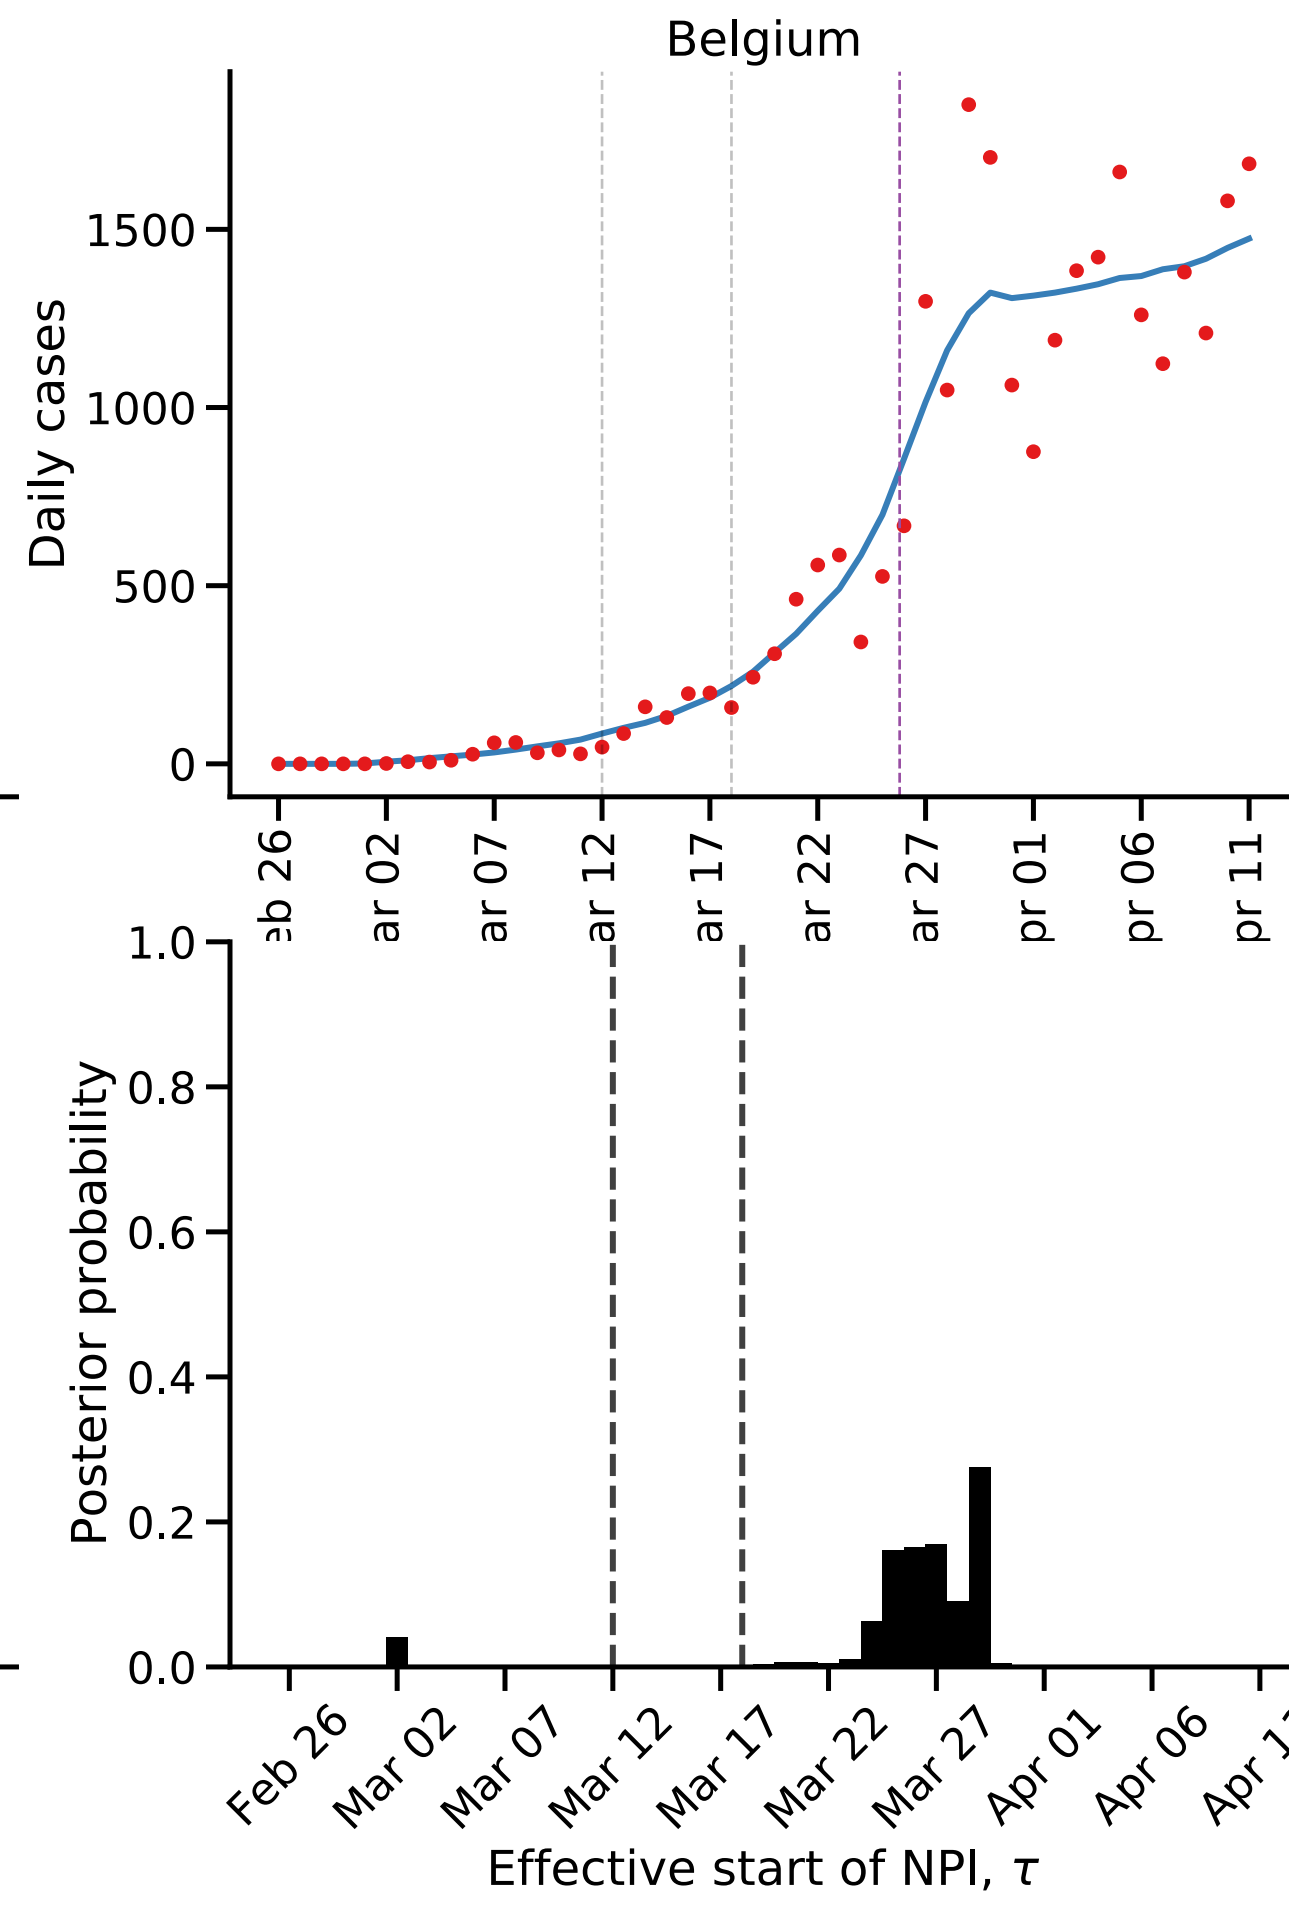 Belgium
Daily cases
1500
1000
500
0
eb 26
ar 02
ar 07
ar 12
ar 17
ar 22
ar 27
pr 01
pr 06
pr 11
Posterior probability
1.0
0.8
0.6
0.4
0.2
0.0
Feb 26
Mar 02
Mar 07
Mar 12
Mar 17
Mar 22
Mar 27
Apr 01
Apr 06
Apr 1
Effective start of NPI, τ